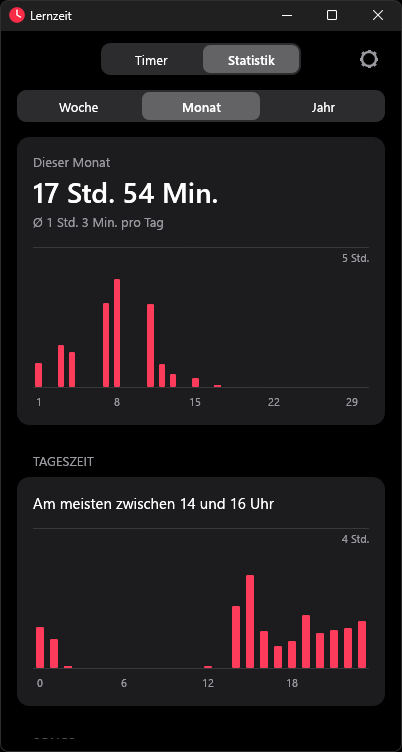 Lernzeit
Timer Statistik
Woche Monat Jahr
Dieser Monat
17 Std. 54 Min.
Ø 1 Std. 3 Min. pro Tag
5 Std.
1 8 15 22 29
TAGESZEIT
Am meisten zwischen 14 und 16 Uhr
4 Std.
0 6 12 18